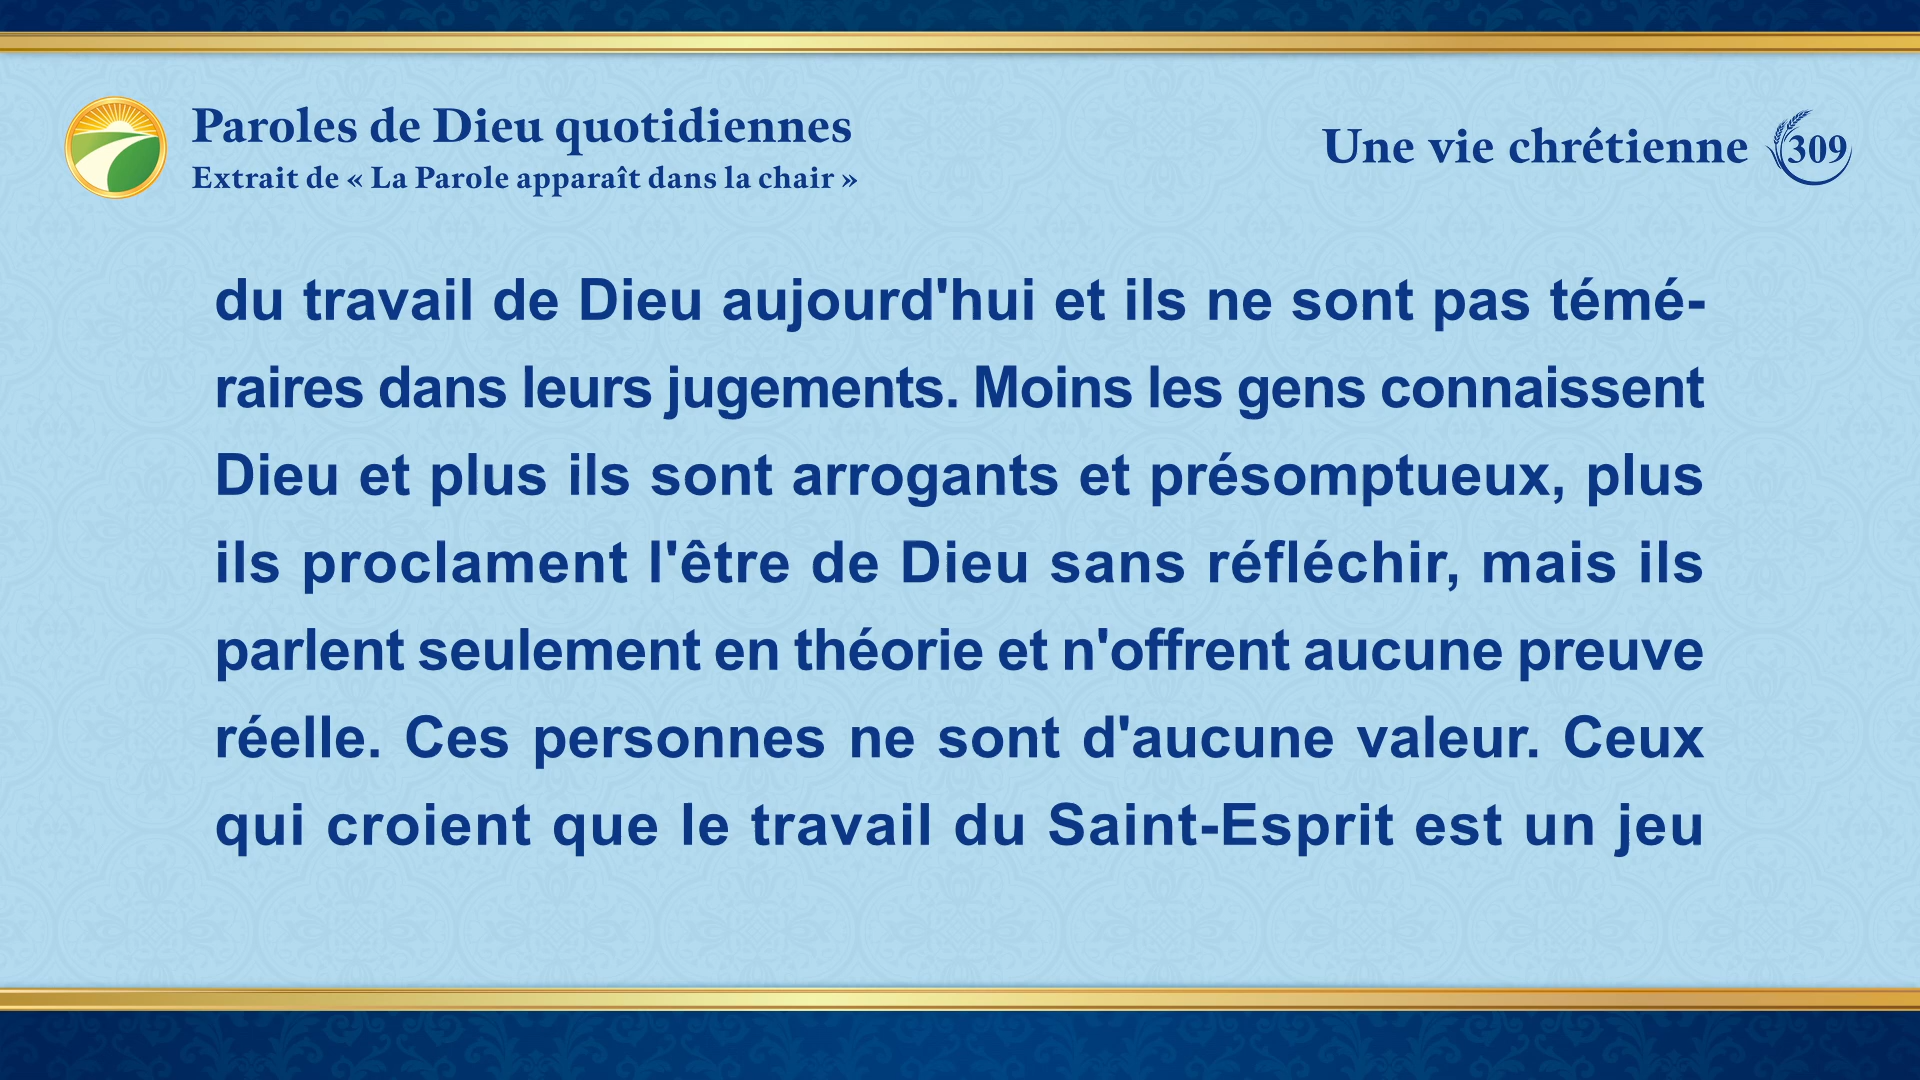 Paroles de Dieu quotidiennes
Extrait de « La Parole apparaît dans la chair »
Une vie chrétienne 309
du travail de Dieu aujourd'hui et ils ne sont pas témé-
raires dans leurs jugements. Moins les gens connaissent
Dieu et plus ils sont arrogants et présomptueux, plus
ils proclament l'être de Dieu sans réfléchir, mais ils
parlent seulement en théorie et n'offrent aucune preuve
réelle. Ces personnes ne sont d'aucune valeur. Ceux
qui croient que le travail du Saint-Esprit est un jeu